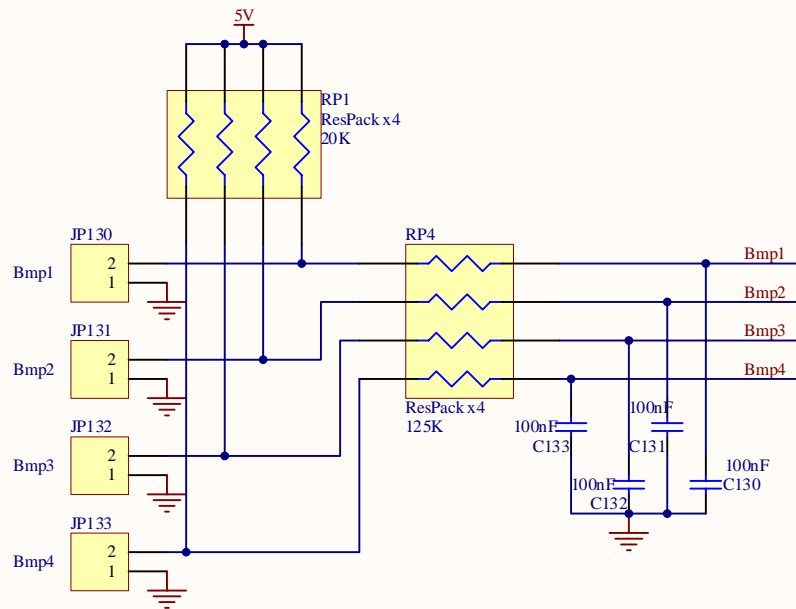 5V
RP1
ResPack x4
20K
JP130
Bmp1
2
1
JP131
Bmp2
2
1
JP132
Bmp3
2
1
JP133
Bmp4
2
1
RP4
ResPack x4
125K
Bmp1
Bmp2
Bmp3
Bmp4
100nF
C133
100nF
C131
100nF
C132
100nF
C130